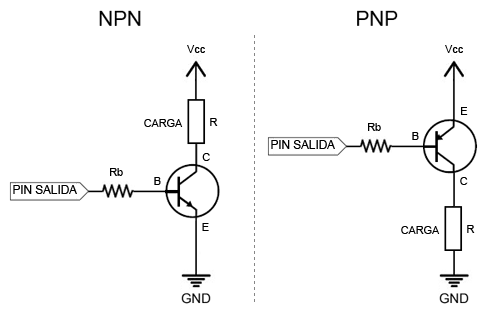 NPN
Vcc
CARGA
R
C
Rb
B
PIN SALIDA
E
GND
PNP
Vcc
E
Rb
B
PIN SALIDA
C
CARGA
R
GND